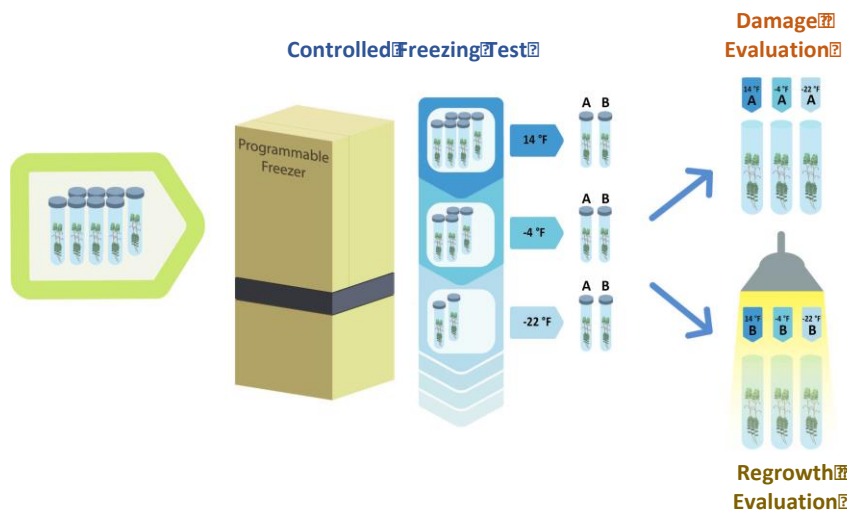 Controlled Freezing Test
Damage
Evaluation
Programmable
Freezer
A B
14 °F
A B
-4 °F
A B
-22 °F
14 °F
A
-4 °F
A
-22 °F
A
14 °F
B
-4 °F
B
-22 °F
B
Regrowth
Evaluation